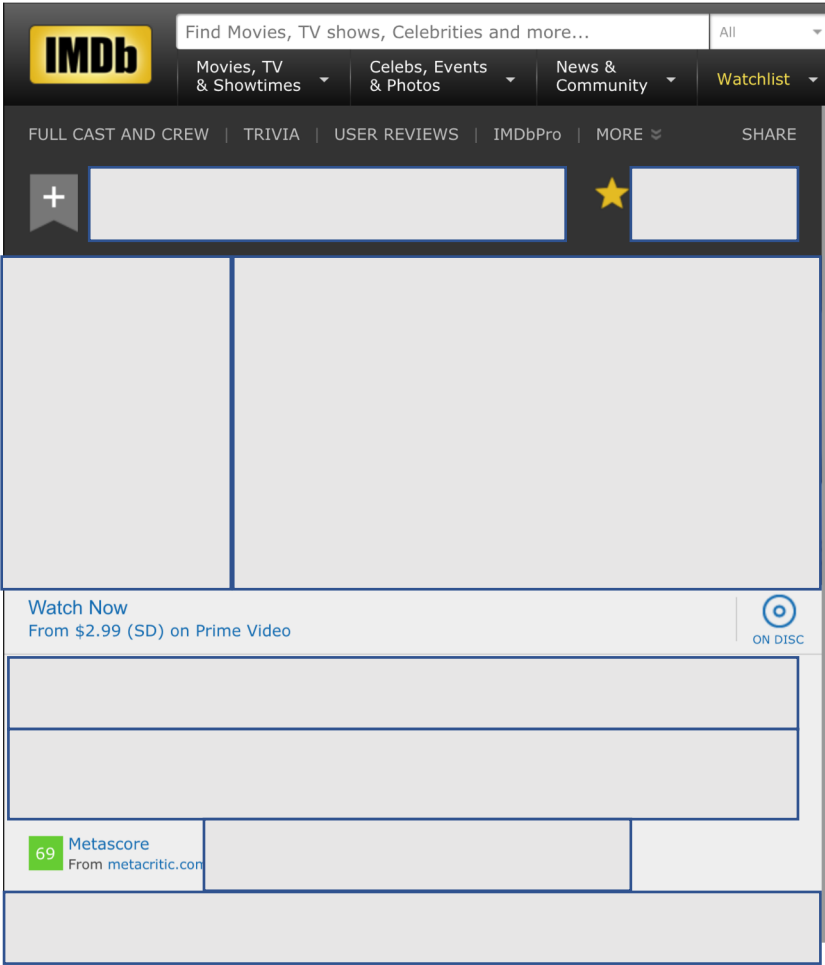 IMDb
Find Movies, TV shows, Celebrities and more...
All
Movies, TV
& Showtimes
Celebs, Events
& Photos
News &
Community
Watchlist
FULL CAST AND CREW | TRIVIA | USER REVIEWS | IMDbPro | MORE
SHARE
+
Watch Now
From $2.99 (SD) on Prime Video
ON DISC
69
Metascore
From metacritic.com